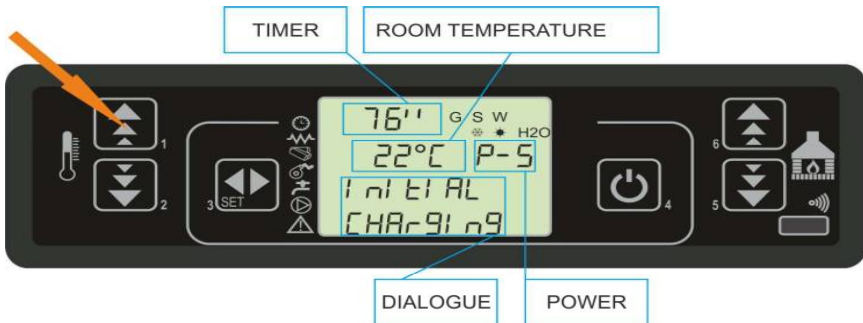 TIMER
ROOM TEMPERATURE
76''
G S W
H2O
22°C
P-5
InItIAL
CHArgIng
1
2
3
SET
4
6
5
DIALOGUE
POWER